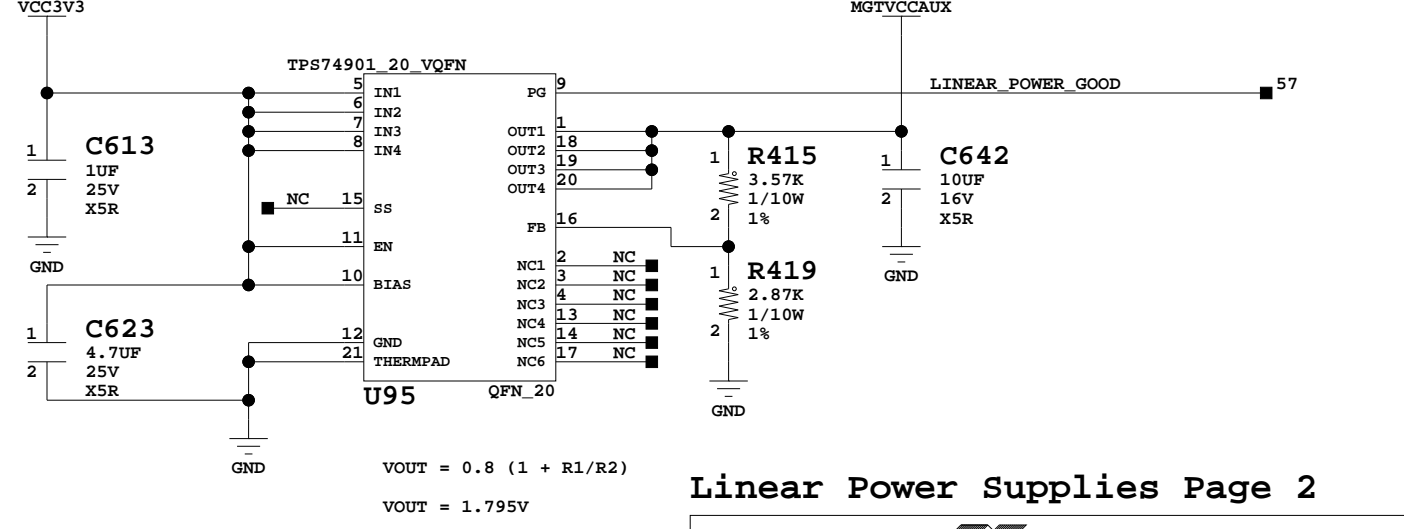 VCC3V3
MGTVCCAUX
TPS74901_20_VQFN
5 IN1
6 IN2
7 IN3
8 IN4
NC 15 SS
11 EN
10 BIAS
12 GND
21 THERMPAD
PG 9
LINEAR_POWER_GOOD
57
OUT1 1
OUT2 18
OUT3 19
OUT4 20
FB 16
NC1 2 NC
NC2 3 NC
NC3 4 NC
NC4 13 NC
NC5 14 NC
NC6 17 NC
U95
QFN_20
1
C613
1UF
2
25V
X5R
GND
1
C623
4.7UF
2
25V
X5R
GND
1
R415
3.57K
1/10W
2
1%
1
R419
2.87K
1/10W
2
1%
GND
1
C642
10UF
2
16V
X5R
GND
VOUT = 0.8 (1 + R1/R2)
VOUT = 1.795V
Linear Power Supplies Page 2